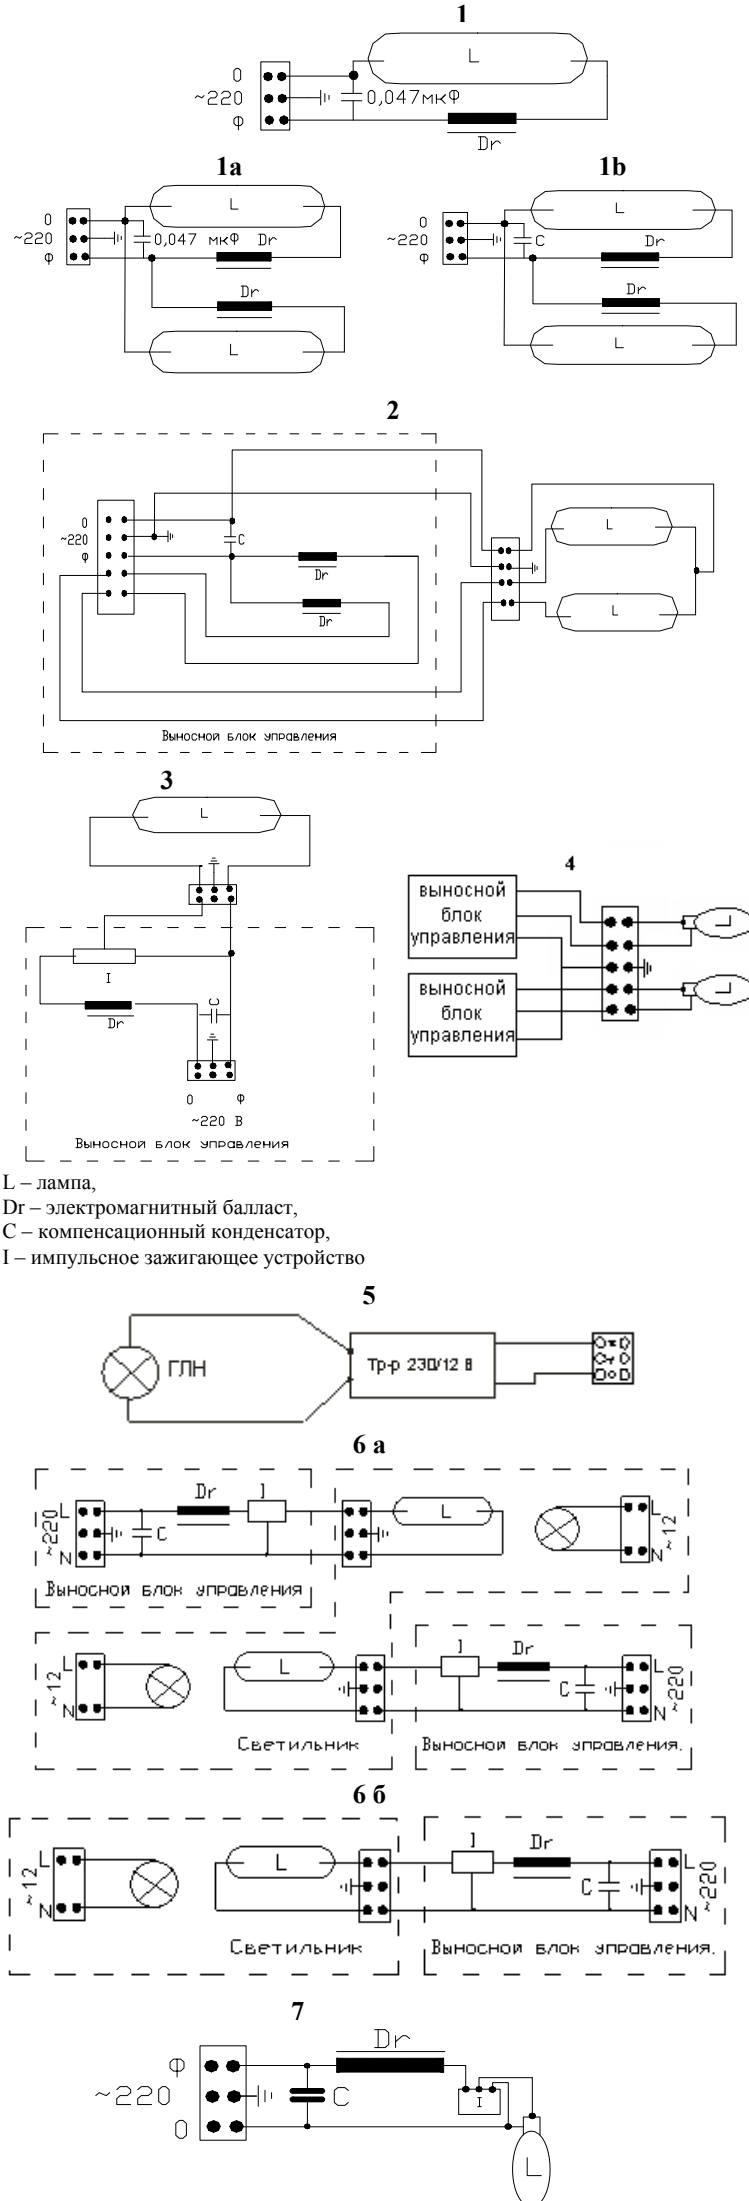 1
L
0
~220
0,047мкФ
Ф
Dr
1a
1b
L
0
~220
0,047 мкФ Dr
Ф
Dr
L
L
0
~220
C
Dr
Ф
Dr
L
2
0
~220
C
Ф
Dr
Dr
L
L
Выносной блок управления
3
L
I
Dr
C
0 Ф
~220 В
Выносной блок управления
4
выносной
блок
управления
L
выносной
блок
управления
L
L – лампа,
Dr – электромагнитный балласт,
C – компенсационный конденсатор,
I – импульсное зажигающее устройство
5
ГЛН
Тр-р 230/12 В
6 а
L
~220
N
C
Dr
I
Выносной блок управления
L
L
~12
N
L
~12
N
L
Светильник
I
Dr
C
L
~220
N
Выносной блок управления.
6 б
L
~12
N
L
Светильник
I
Dr
C
L
~220
N
Выносной блок управления.
7
Dr
Ф
~220
C
0
I
L